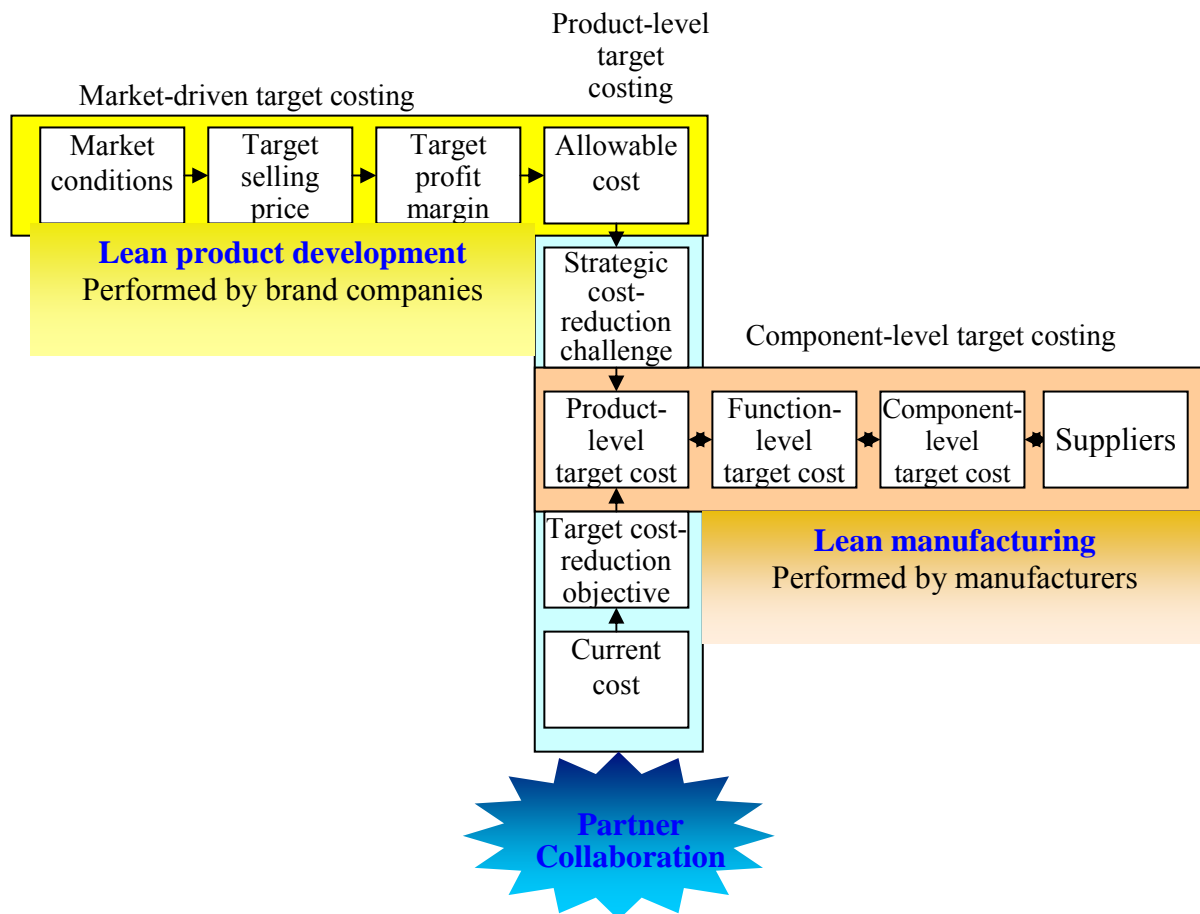 Product-level
target
costing
Market-driven target costing
Market
conditions
Target
selling
price
Target
profit
margin
Allowable
cost
Lean product development
Performed by brand companies
Strategic
cost-
reduction
challenge
Component-level target costing
Product-
level
target cost
Function-
level
target cost
Component-
level
target cost
Suppliers
Target cost-
reduction
objective
Lean manufacturing
Performed by manufacturers
Current
cost
Partner
Collaboration